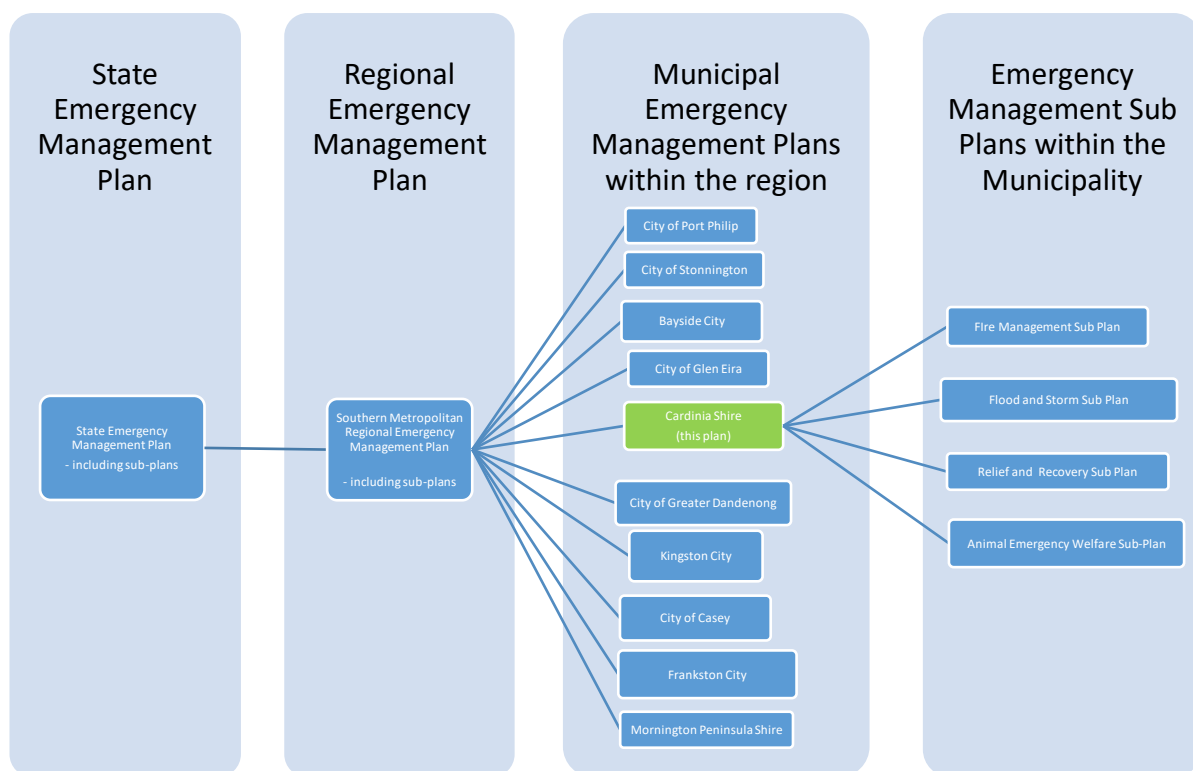 State
Emergency
Management
Plan
State Emergency
Management Plan
- including sub-plans
Regional
Emergency
Management
Plan
Southern Metropolitan
Regional Emergency
Management Plan
- including sub-plans
Municipal
Emergency
Management Plans
within the region
City of Port Philip
City of Stonnington
Bayside City
City of Glen Eira
Cardinia Shire
(this plan)
City of Greater Dandenong
Kingston City
City of Casey
Frankston City
Mornington Peninsula Shire
Emergency
Management Sub
Plans within the
Municipality
FIre Management Sub Plan
Flood and Storm Sub Plan
Relief and Recovery Sub Plan
Animal Emergency Welfare Sub-Plan